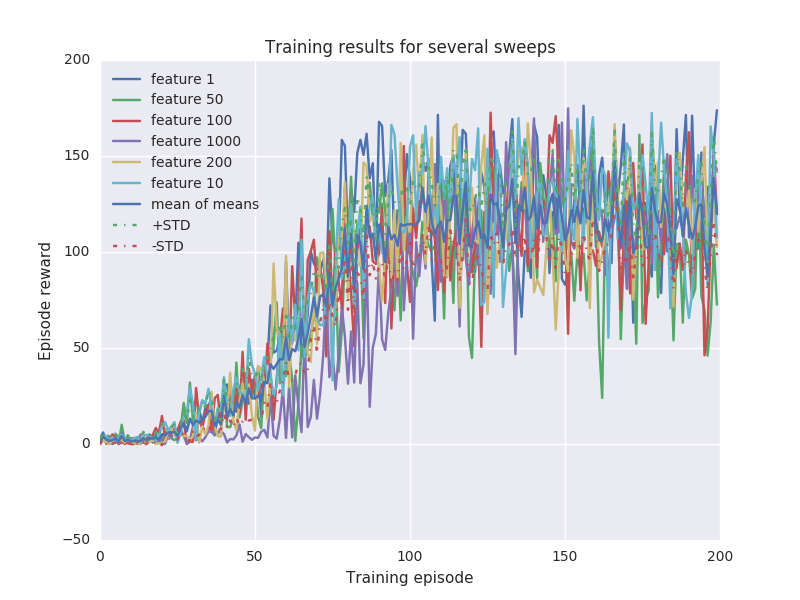 Training results for several sweeps
200
150
100
50
0
−50
Episode reward
feature 1
feature 50
feature 100
feature 1000
feature 200
feature 10
mean of means
+STD
-STD
0 50 100 150 200
Training episode